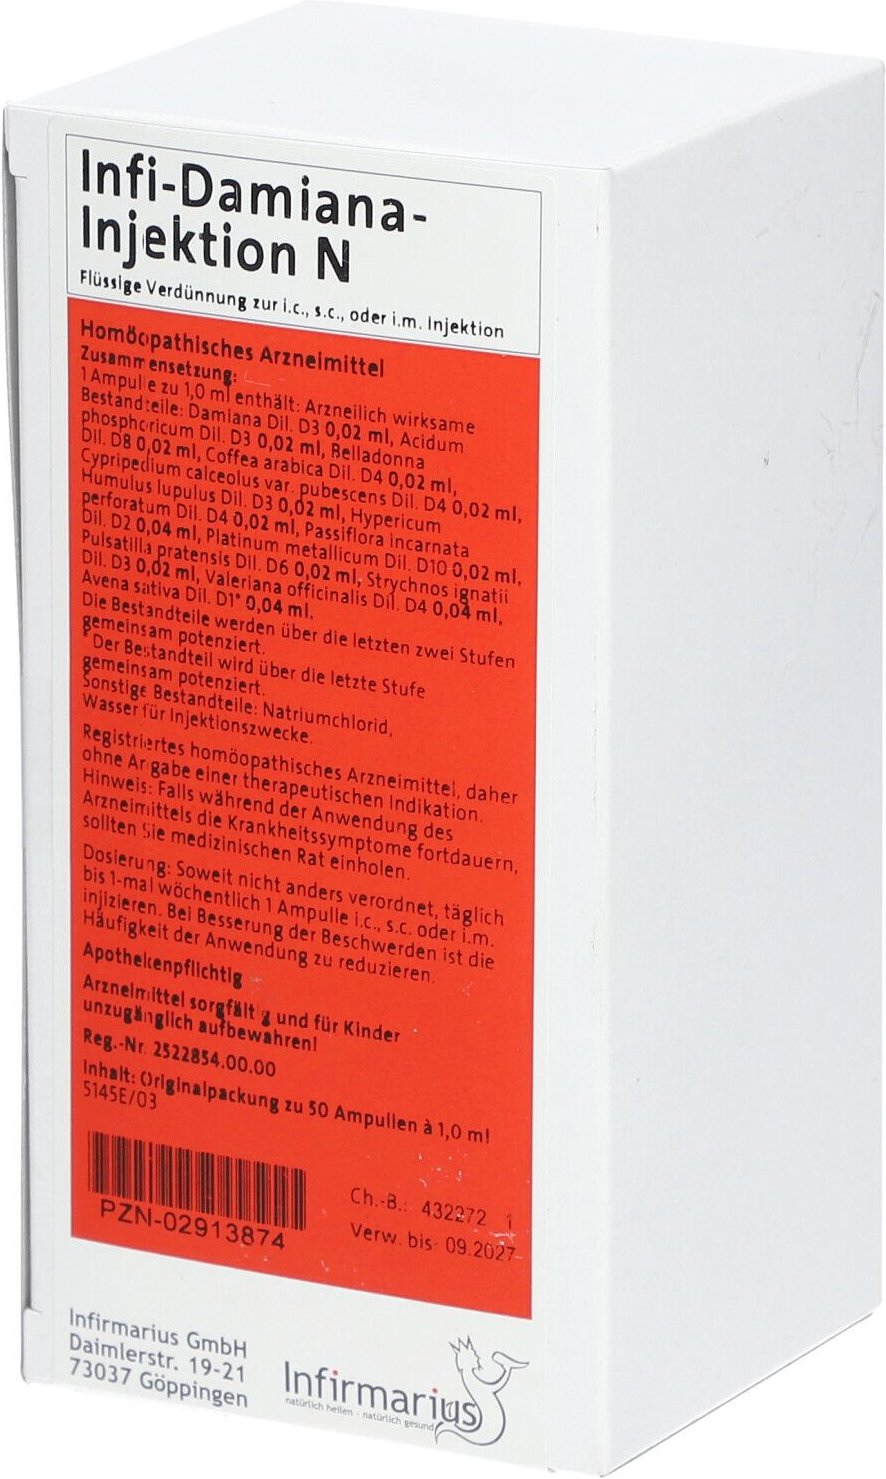 Infi-Damiana-
Injektion N
Flüssige Verdünnung zur i.c., s.c., oder i.m. Injektion
Homöopathisches Arzneimittel
Zusammensetzung:
1 Ampulle zu 1,0 ml enthält: Arzneilich wirksame
Bestandteile: Damiana Dil. D3 0,02 ml, Acidum
phosphoricum Dil. D3 0,02 ml, Belladonna
Dil. D8 0,02 ml, Coffea arabica Dil. D4 0,02 ml,
Cypripedium calceolus var. pubescens Dil. D4 0,02 ml,
Humulus lupulus Dil. D3 0,02 ml, Hypericum
perforatum Dil. D4 0,02 ml, Passiflora incarnata
Dil. D2 0,04 ml, Platinum metallicum Dil. D10 0,02 ml,
Pulsatilla pratensis Dil. D6 0,02 ml, Strychnos ignatii
Dil. D3 0,02 ml, Valeriana officinalis Dil. D4 0,04 ml,
Avena sativa Dil. D1* 0,04 ml.
Die Bestandteile werden über die letzten zwei Stufen
gemeinsam potenziert.
*Der Bestandteil wird über die letzte Stufe
gemeinsam potenziert.
Sonstige Bestandteile: Natriumchlorid,
Wasser für Injektionszwecke.
Registriertes homöopathisches Arzneimittel, daher
ohne Angabe einer therapeutischen Indikation.
Hinweis: Falls während der Anwendung des
Arzneimittels die Krankheitssymptome fortdauern,
sollten Sie medizinischen Rat einholen.
Dosierung: Soweit nicht anders verordnet, täglich
bis 1-mal wöchentlich 1 Ampulle i.c., s.c. oder i.m.
injizieren. Bei Besserung der Beschwerden ist die
Häufigkeit der Anwendung zu reduzieren.
Apothekenpflichtig
Arzneimittel sorgfältig und für Kinder
unzugänglich aufbewahren!
Reg.-Nr. 2522854.00.00
Inhalt: Originalpackung zu 50 Ampullen à 1,0 ml
5145E/03
PZN-02913874
Ch.-B.: 432272 1
Verw. bis: 09.2027
Infirmarius GmbH
Daimlerstr. 19-21
73037 Göppingen
Infirmarius
natürlich heilen - natürlich gesund